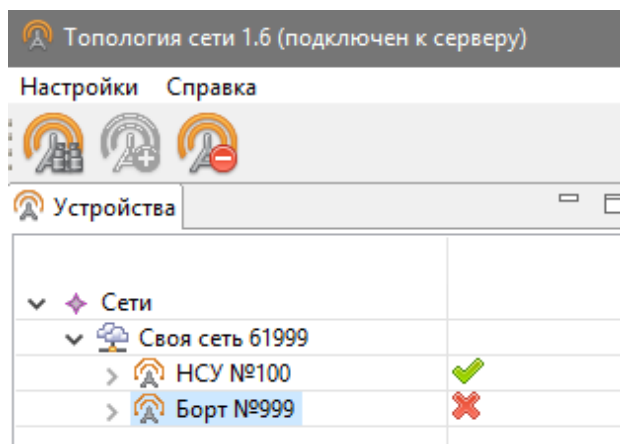 Топология сети 1.6 (подключен к серверу)
Настройки Справка
Устройства
Сети
Своя сеть 61999
НСУ №100
Борт №999